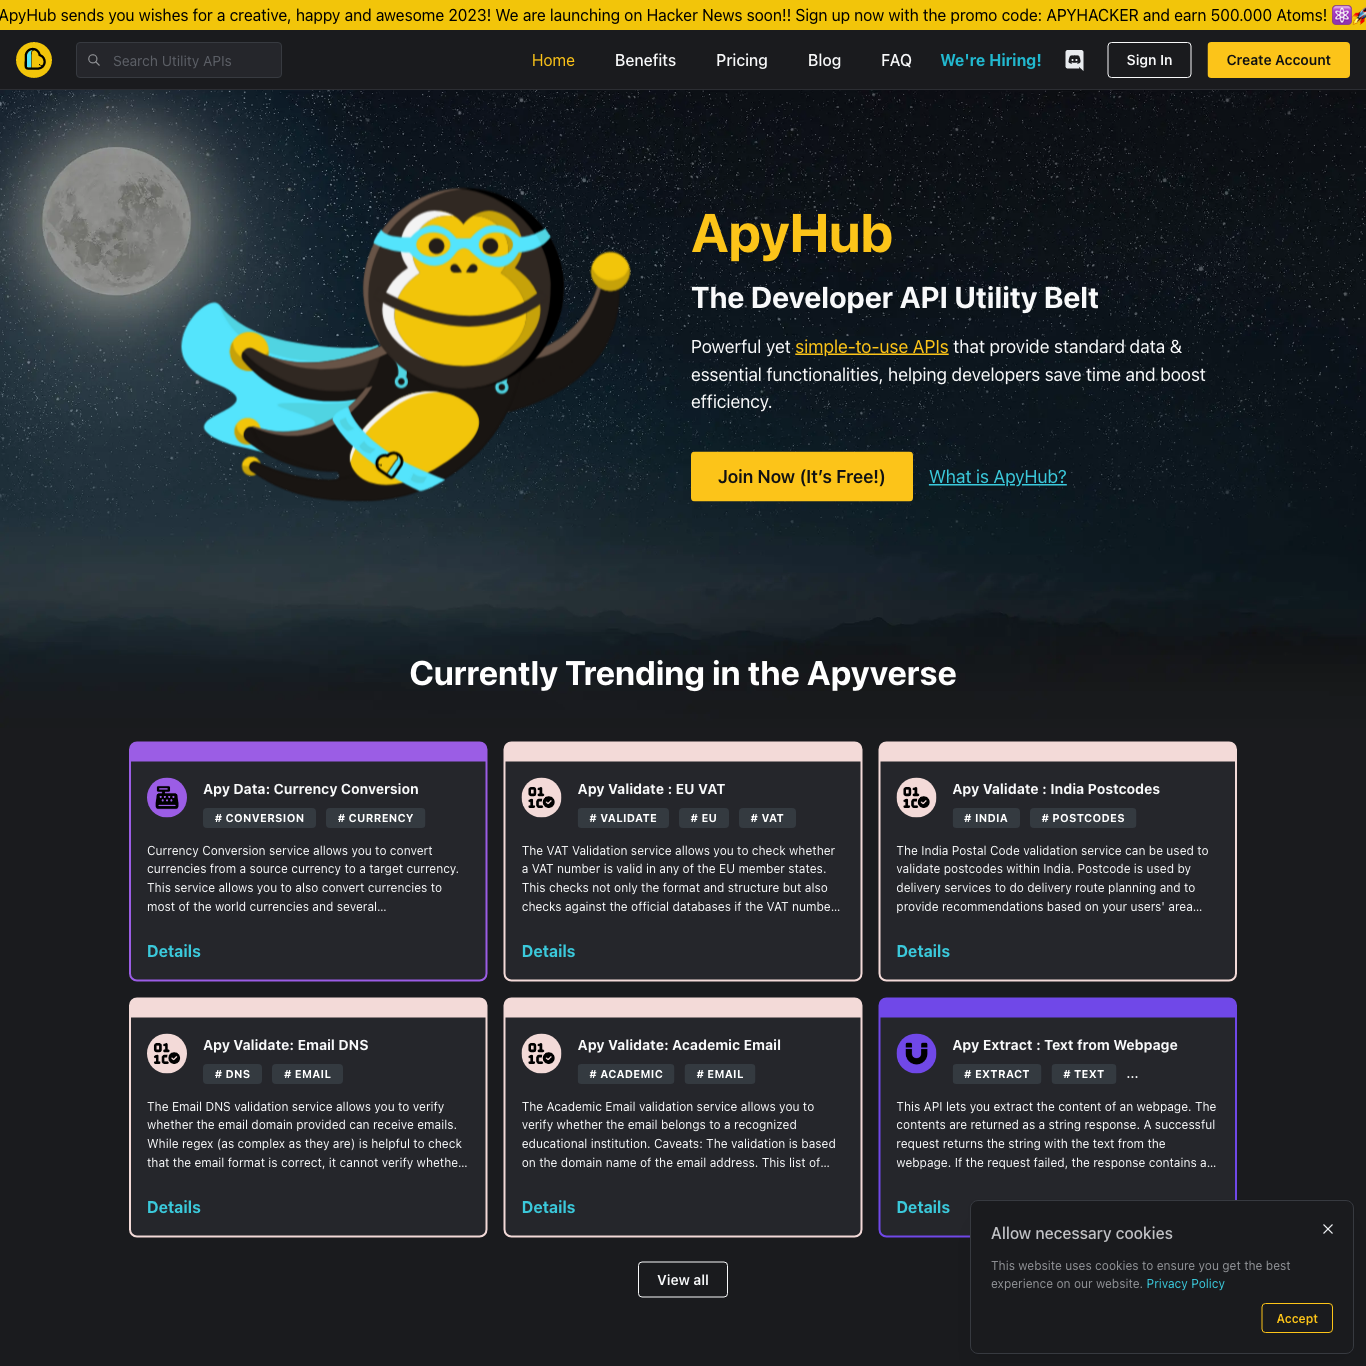 ApyHub sends you wishes for a creative, happy and awesome 2023! We are launching on Hacker News soon!! Sign up now with the promo code: APYHACKER and earn 500.000 Atoms! ⚛️🚀
Search Utility APIs
Home
Benefits
Pricing
Blog
FAQ
We're Hiring!
Sign In
Create Account
ApyHub
The Developer API Utility Belt
Powerful yet simple-to-use APIs that provide standard data &
essential functionalities, helping developers save time and boost
efficiency.
Join Now (It’s Free!)
What is ApyHub?
Currently Trending in the Apyverse
Apy Data: Currency Conversion
# CONVERSION
# CURRENCY
Currency Conversion service allows you to convert
currencies from a source currency to a target currency.
This service allows you to also convert currencies to
most of the world currencies and several...
Details
Apy Validate : EU VAT
# VALIDATE
# EU
# VAT
The VAT Validation service allows you to check whether
a VAT number is valid in any of the EU member states.
This checks not only the format and structure but also
checks against the official databases if the VAT numbe...
Details
Apy Validate : India Postcodes
# INDIA
# POSTCODES
The India Postal Code validation service can be used to
validate postcodes within India. Postcode is used by
delivery services to do delivery route planning and to
provide recommendations based on your users' area...
Details
Apy Validate: Email DNS
# DNS
# EMAIL
The Email DNS validation service allows you to verify
whether the email domain provided can receive emails.
While regex (as complex as they are) is helpful to check
that the email format is correct, it cannot verify whethe...
Details
Apy Validate: Academic Email
# ACADEMIC
# EMAIL
The Academic Email validation service allows you to
verify whether the email belongs to a recognized
educational institution. Caveats: The validation is based
on the domain name of the email address. This list of...
Details
Apy Extract : Text from Webpage
# EXTRACT
# TEXT
...
This API lets you extract the content of an webpage. The
contents are returned as a string response. A successful
request returns the string with the text from the
webpage. If the request failed, the response contains a...
Details
View all
Allow necessary cookies
This website uses cookies to ensure you get the best
experience on our website. Privacy Policy
Accept